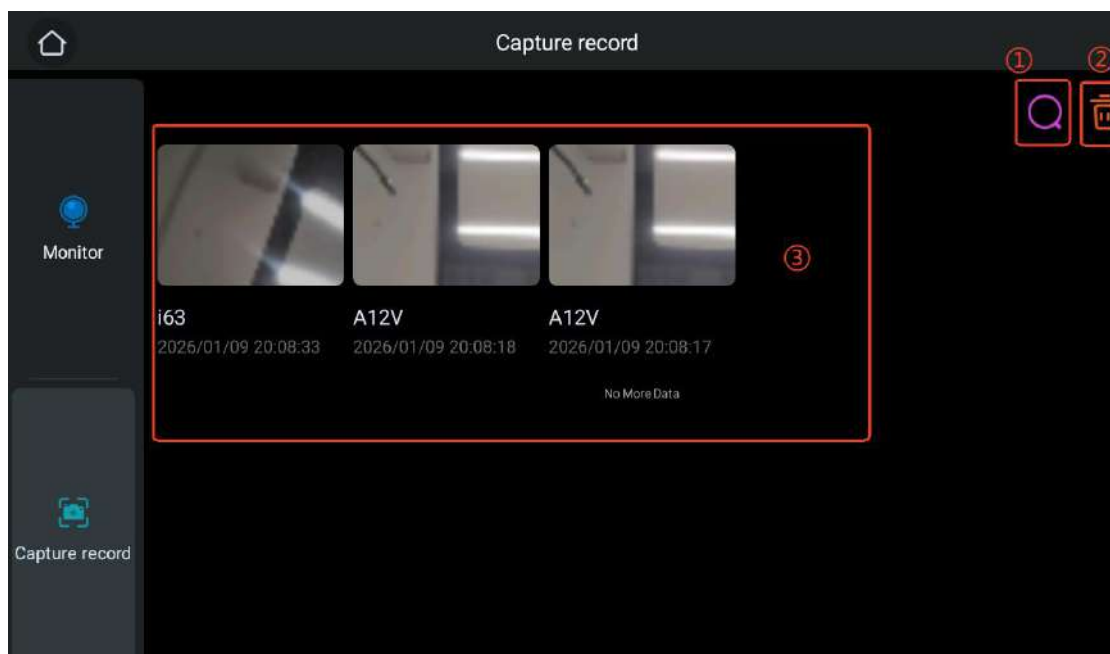 Capture record
①
②
Monitor
③
i63
A12V
A12V
2026/01/09 20:08:33
2026/01/09 20:08:18
2026/01/09 20:08:17
No More Data
Capture record